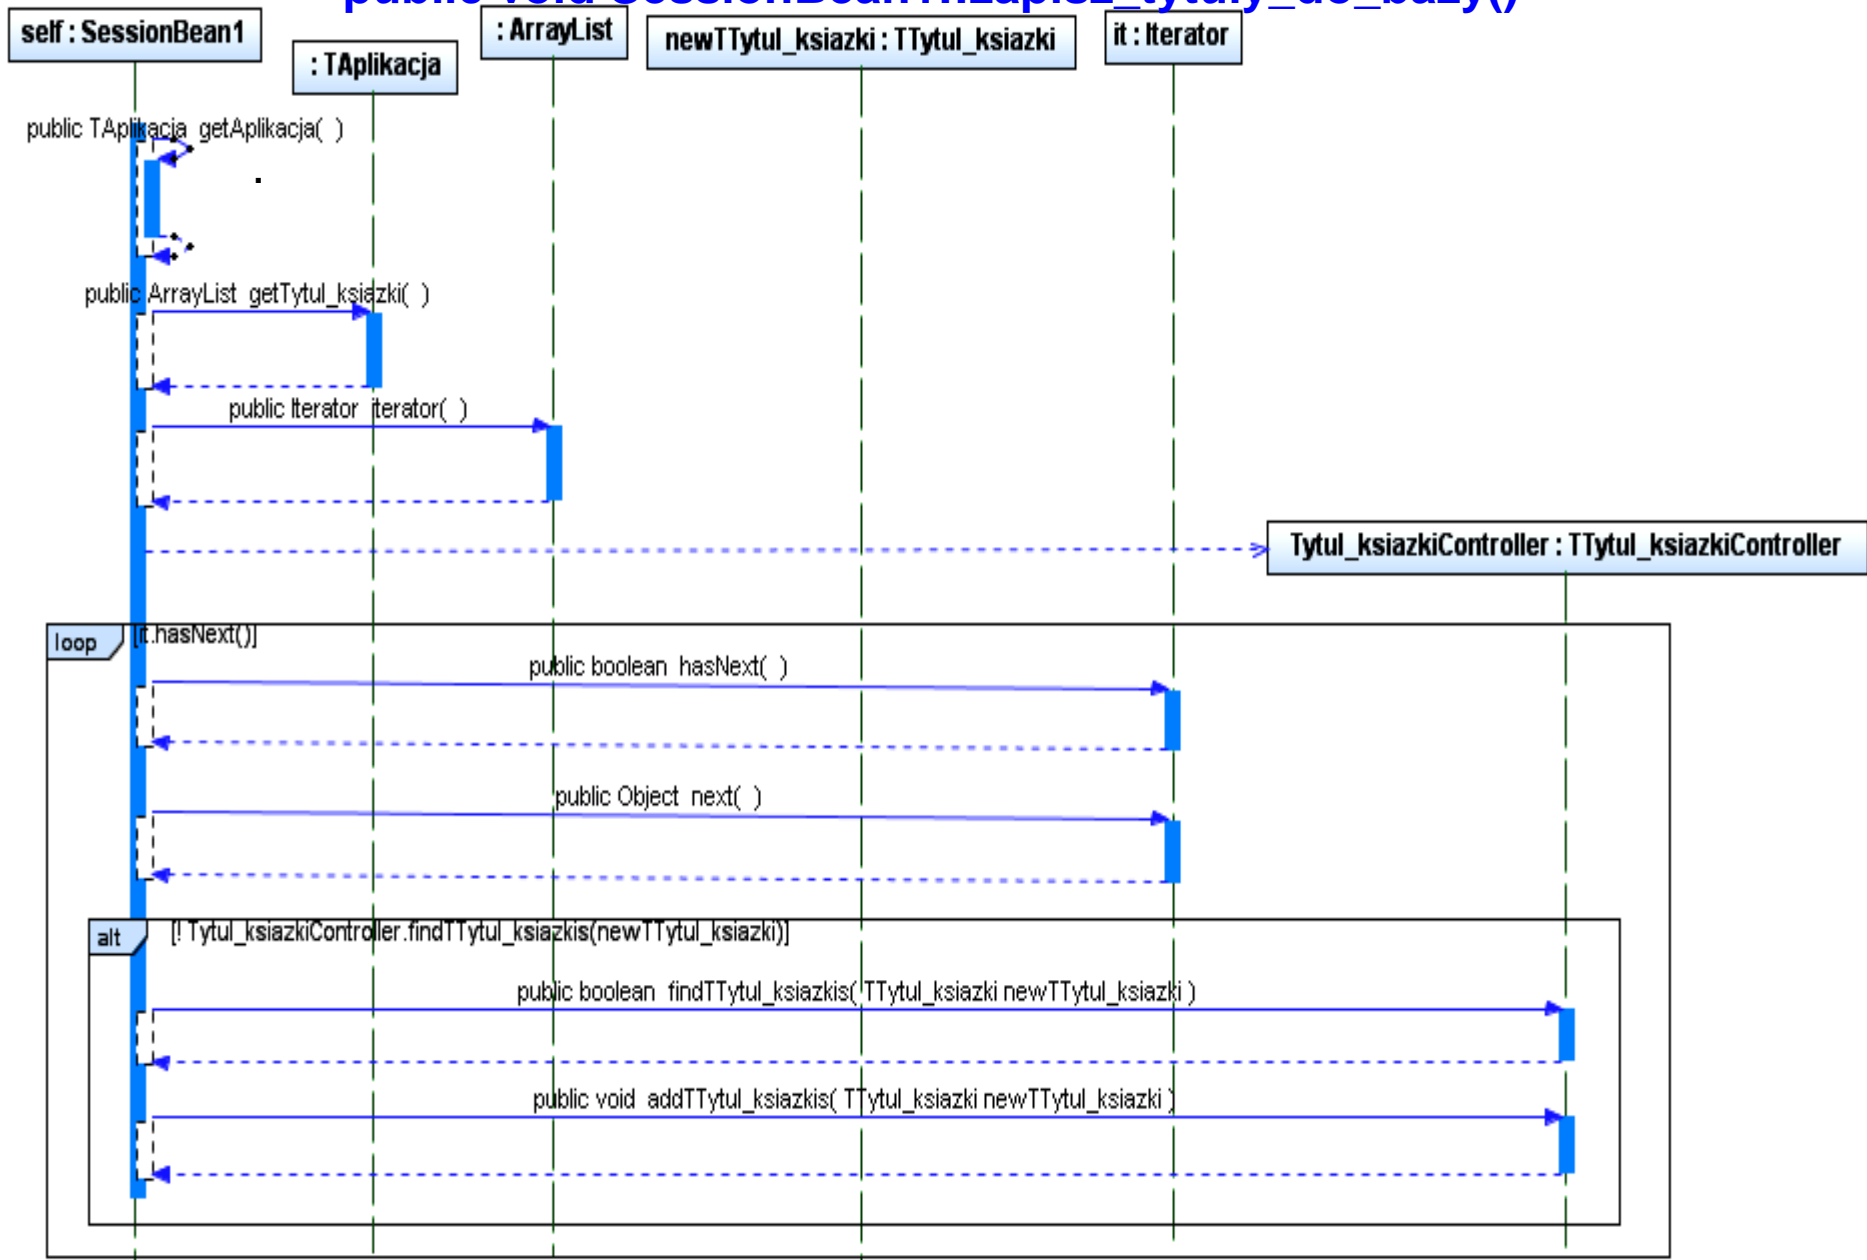 self : SessionBean1
: TAplikacja
: ArrayList
newTTytul_ksiazki : TTytul_ksiazki
it : Iterator
public TAplikacja getAplikacja( )
.
public ArrayList getTytul_ksiazki( )
public Iterator iterator( )
Tytul_ksiazkiController : TTytul_ksiazkiController
loop
[it.hasNext()]
public boolean hasNext( )
public Object next( )
alt
[! Tytul_ksiazkiController.findTTytul_ksiazkis(newTTytul_ksiazki)]
public boolean findTTytul_ksiazkis( TTytul_ksiazki newTTytul_ksiazki )
public void addTTytul_ksiazkis( TTytul_ksiazki newTTytul_ksiazki )